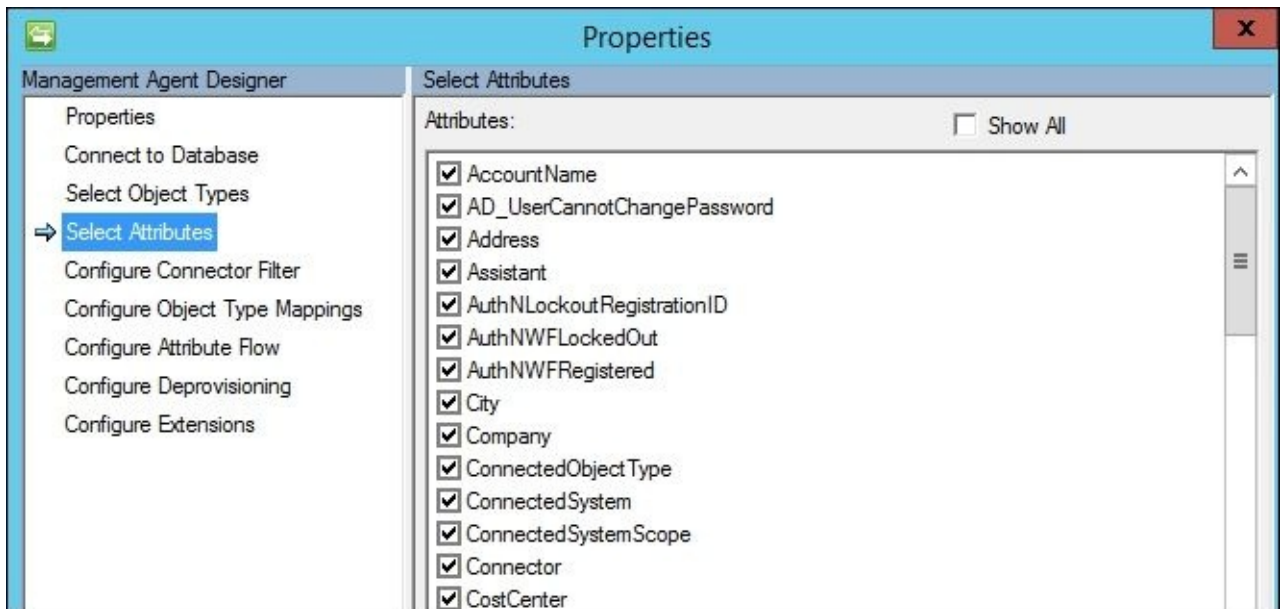 Properties
X
Management Agent Designer
Properties
Connect to Database
Select Object Types
Select Attributes
Configure Connector Filter
Configure Object Type Mappings
Configure Attribute Flow
Configure Deprovisioning
Configure Extensions
Select Attributes
Attributes:
Show All
AccountName
AD_UserCannotChangePassword
Address
Assistant
AuthNLockoutRegistrationID
AuthNWFLockedOut
AuthNWFRegistered
City
Company
ConnectedObjectType
ConnectedSystem
ConnectedSystemScope
Connector
CostCenter